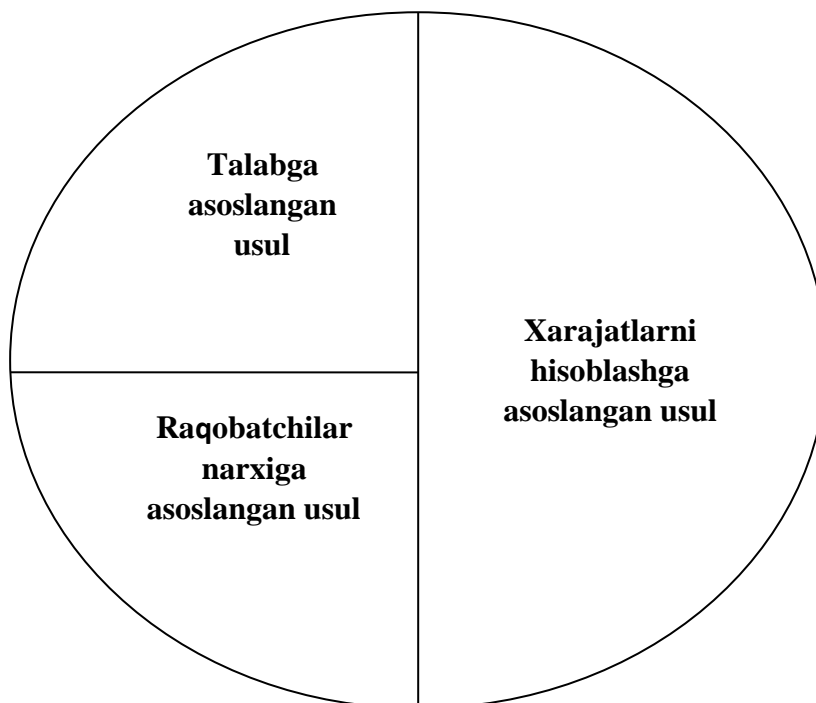 Talabga
asoslangan
usul
Xarajatlarni
hisoblashga
asoslangan usul
Raqobatchilar
narxiga
asoslangan usul